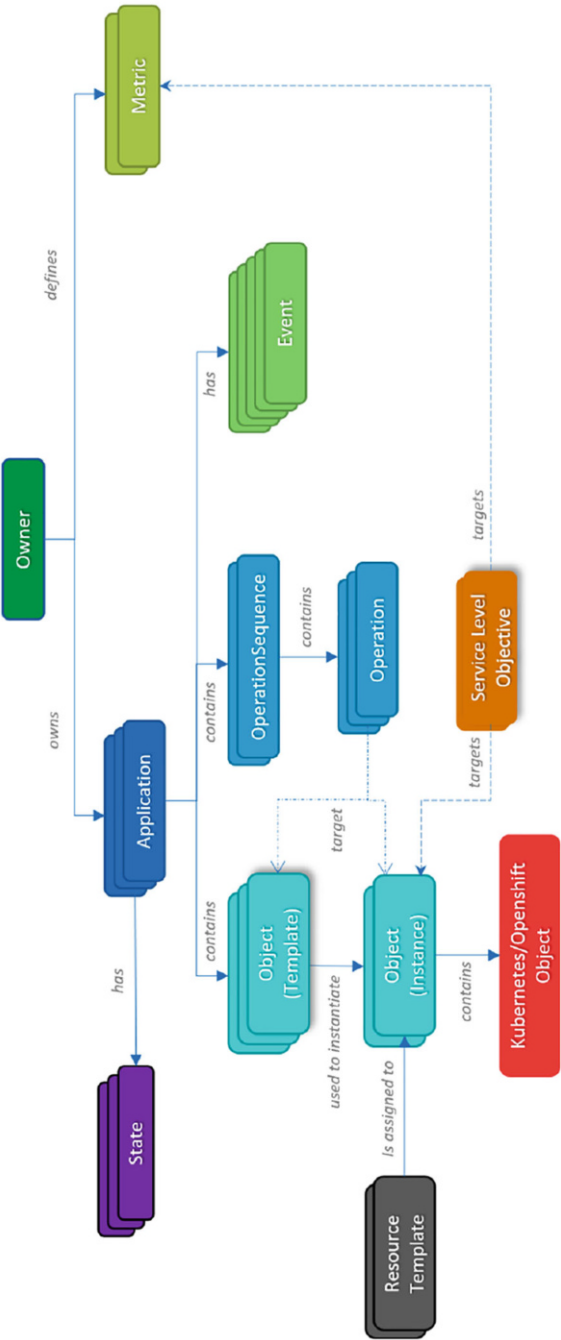 Owner
owns
defines
Application
Metric
has
State
contains
contains
has
Object
(Template)
OperationSequence
Event
used to instantiate
target
contains
Operation
Resource
Template
Is assigned to
Object
(Instance)
targets
Service Level
Objective
targets
contains
Kubernetes/Openshift
Object